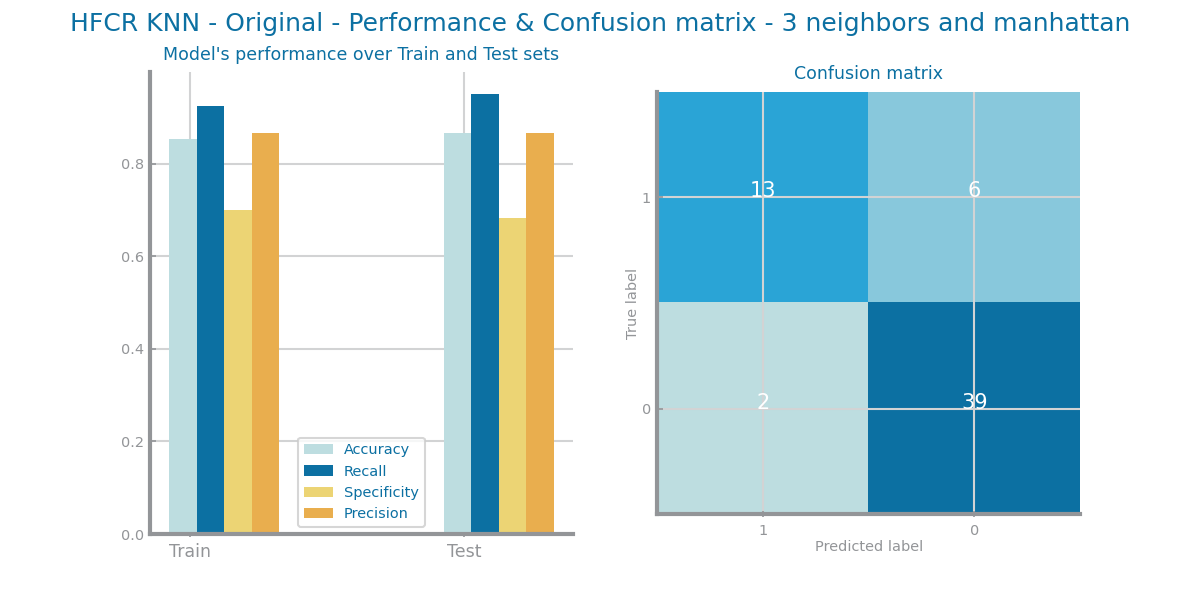 HFCR KNN - Original - Performance & Confusion matrix - 3 neighbors and manhattan
Model's performance over Train and Test sets
0.8
0.6
0.4
0.2
0.0
Train
Test
Accuracy
Recall
Specificity
Precision
Confusion matrix
True label
1
0
13
6
2
39
1
0
Predicted label